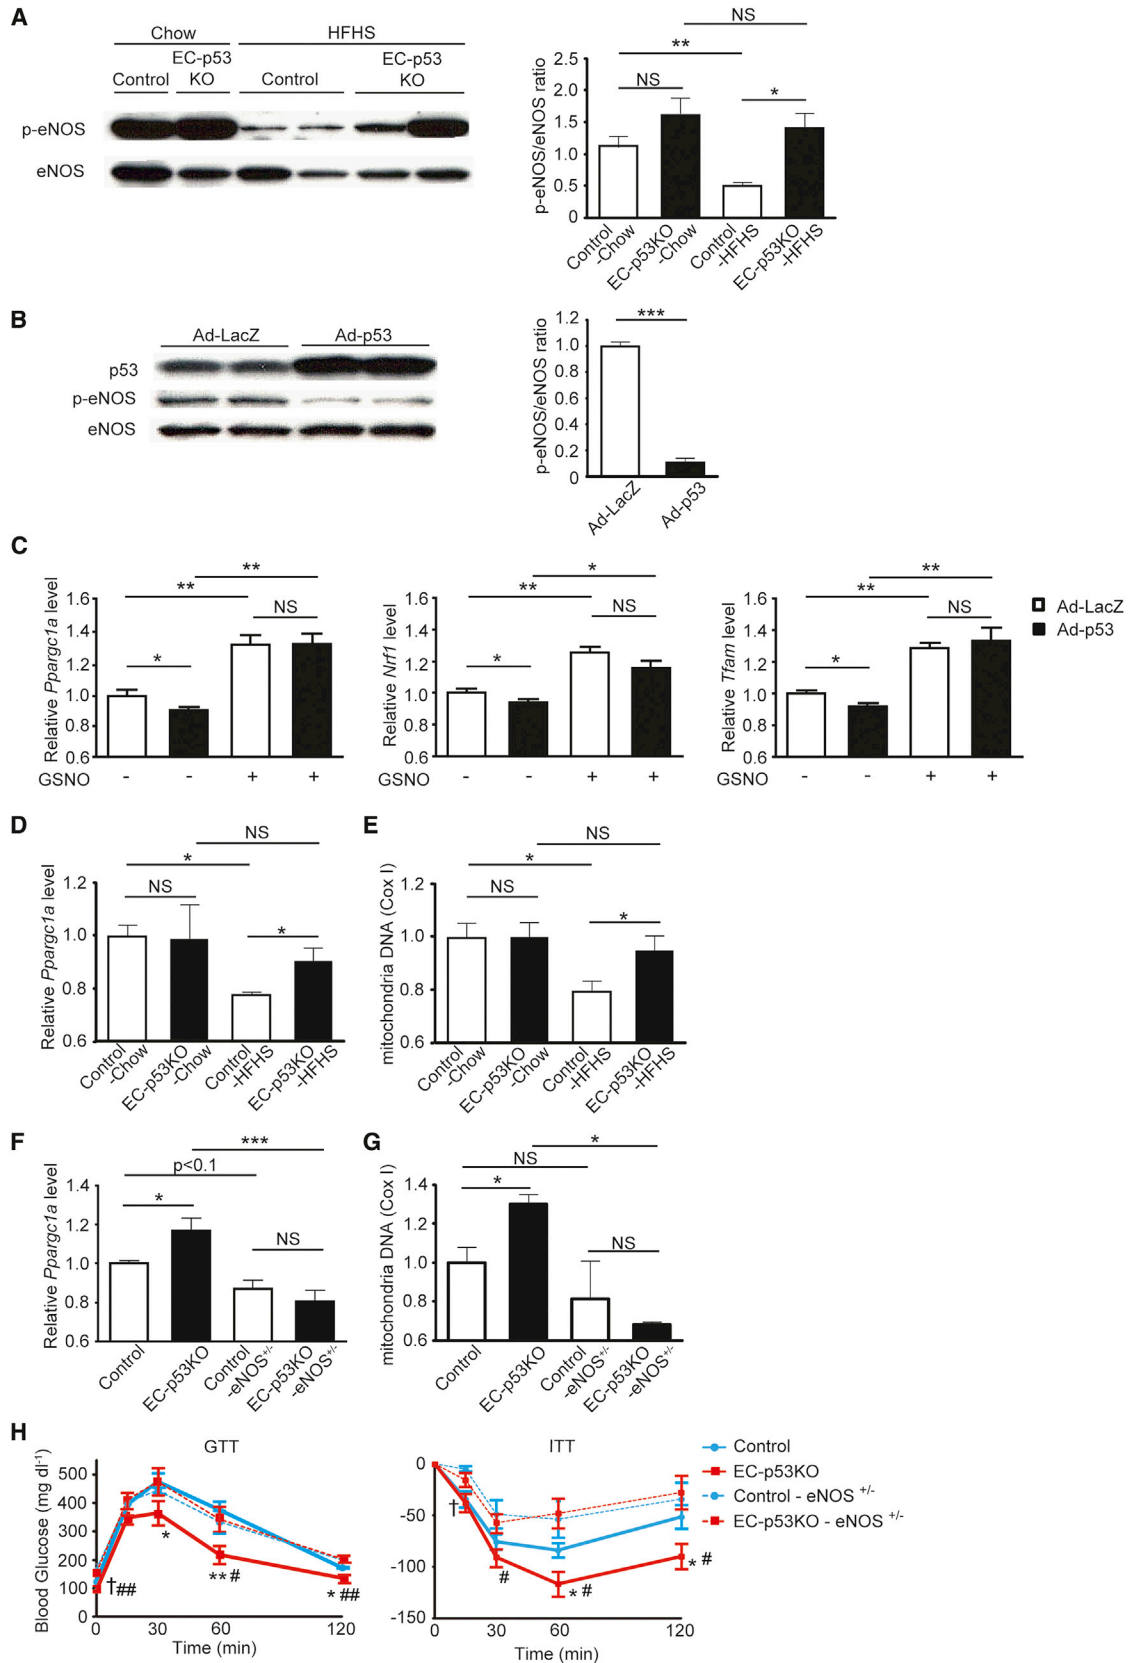 A
Chow HFHS
Control EC-p53 KO Control EC-p53 KO
p-eNOS
eNOS
NS
**
NS
*
p-eNOS/eNOS ratio
2.5
2.0
1.5
1.0
0.5
0
Control -Chow
EC-p53KO -Chow
Control -HFHS
EC-p53KO -HFHS
B
Ad-LacZ Ad-p53
p53
p-eNOS
eNOS
***
p-eNOS/eNOS ratio
1.2
1.0
0.8
0.6
0.4
0.2
0
Ad-LacZ
Ad-p53
C
**
**
NS
*
Relative Ppargc1a level
1.6
1.4
1.2
1.0
0.8
0.6
GSNO - - + +
*
**
NS
*
Relative Nrf1 level
1.6
1.4
1.2
1.0
0.8
0.6
GSNO - - + +
**
**
NS
*
Relative Tfam level
1.6
1.4
1.2
1.0
0.8
0.6
GSNO - - + +
Ad-LacZ
Ad-p53
D
NS
*
NS
*
Relative Ppargc1a level
1.2
1.0
0.8
0.6
Control -Chow
EC-p53KO -Chow
Control -HFHS
EC-p53KO -HFHS
E
NS
*
NS
*
mitochondria DNA (Cox I)
1.2
1.0
0.8
0.6
Control -Chow
EC-p53KO -Chow
Control -HFHS
EC-p53KO -HFHS
F
***
p<0.1
*
NS
Relative Ppargc1a level
1.4
1.2
1.0
0.8
0.6
Control
EC-p53KO
Control -eNOS+/-
EC-p53KO -eNOS+/-
G
*
NS
*
NS
mitochondria DNA (Cox I)
1.4
1.2
1.0
0.8
0.6
Control
EC-p53KO
Control -eNOS+/-
EC-p53KO -eNOS+/-
H
GTT
Blood Glucose (mg dl-1)
500
400
300
200
100
0
†##
*
**#
*##
0 30 60 120
Time (min)
ITT
0
-50
-100
-150
†
#
*#
*#
0 30 60 120
Time (min)
Control
EC-p53KO
Control - eNOS +/-
EC-p53KO - eNOS +/-